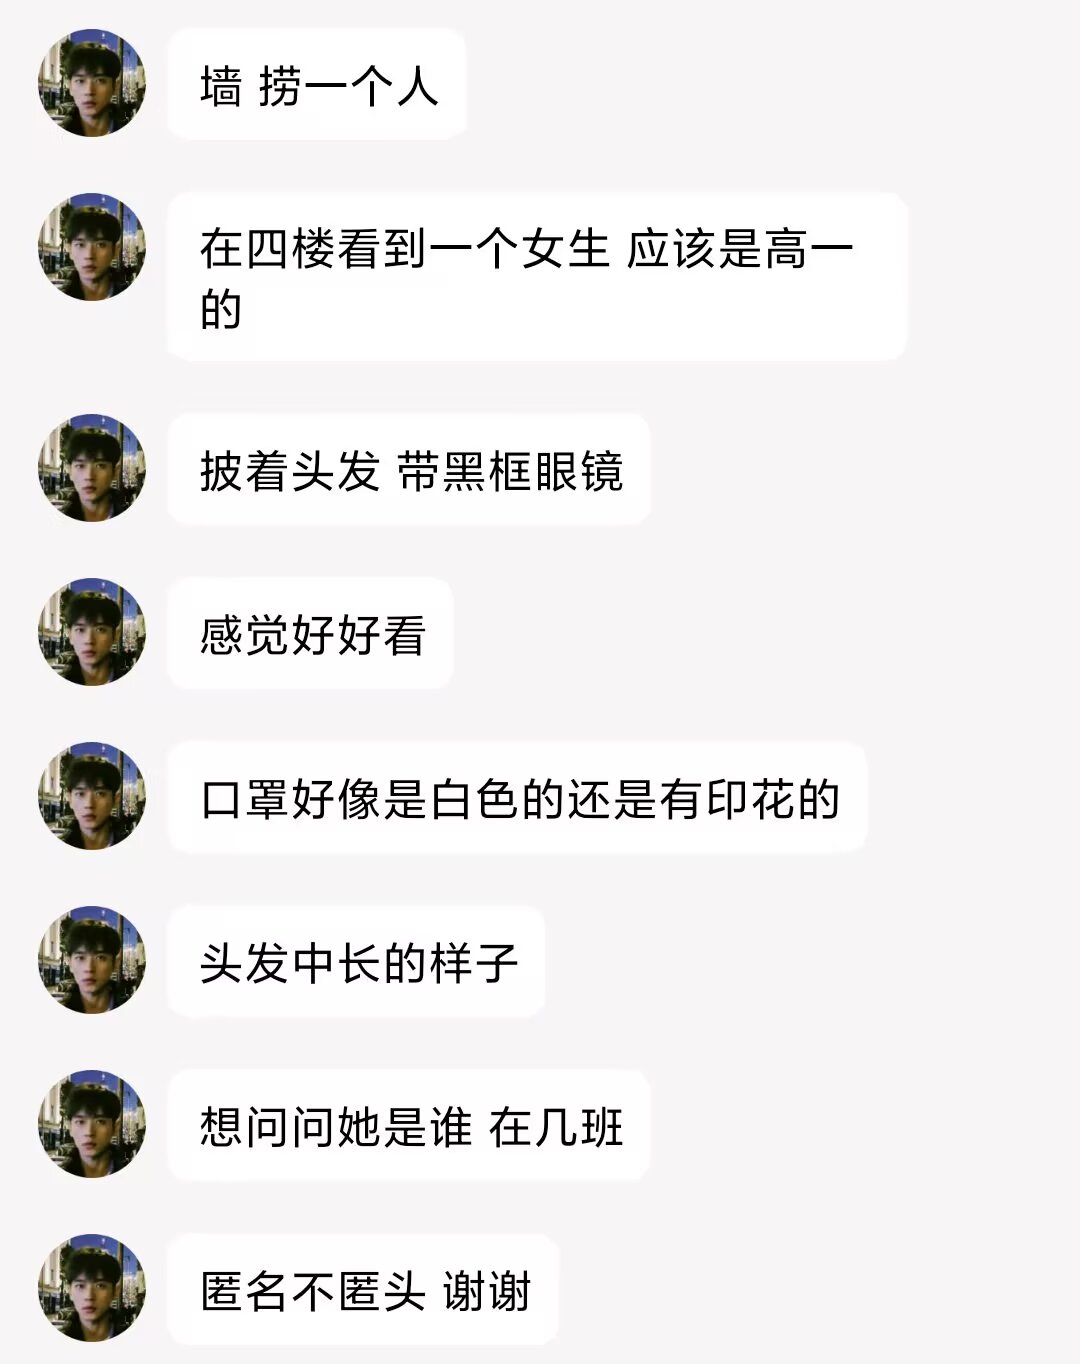 墙 捞一个人
在四楼看到一个女生 应该是高一
的
披着头发 带黑框眼镜
感觉好好看
口罩好像是白色的还是有印花的
头发中长的样子
想问问她是谁 在几班
匿名不匿头 谢谢